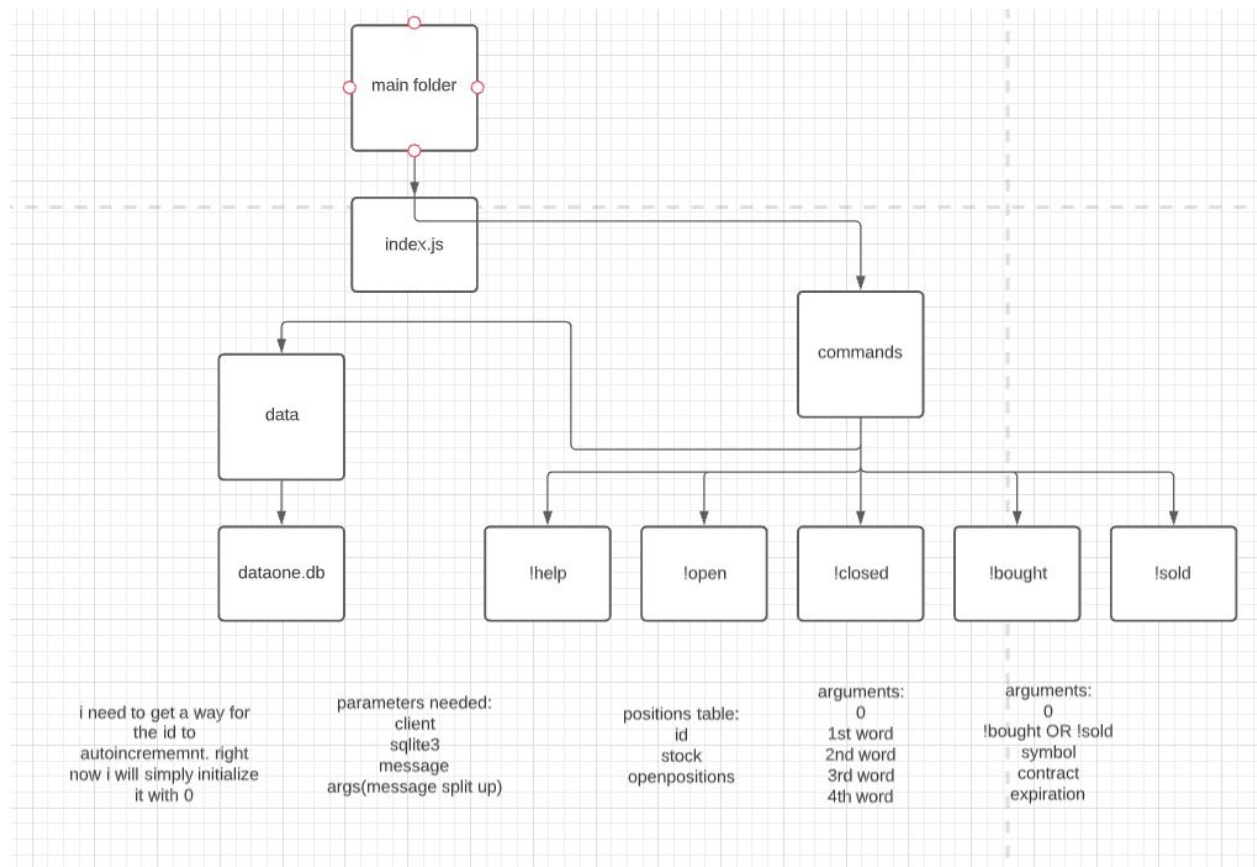 main folder
index.js
commands
data
dataone.db
!help
!open
!closed
!bought
!sold
i need to get a way for
the id to
autoincrememnt. right
now i will simply initialize
it with 0
parameters needed:
client
sqlite3
message
args(message split up)
positions table:
id
stock
openpositions
arguments:
0
1st word
2nd word
3rd word
4th word
arguments:
0
!bought OR !sold
symbol
contract
expiration